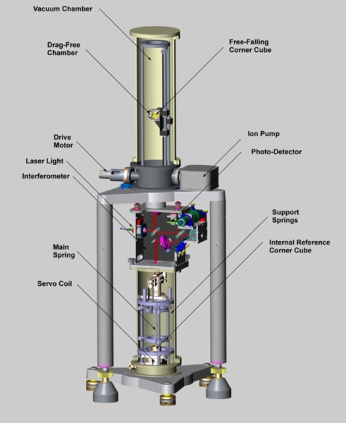 Vacuum Chamber
Drag-Free
Chamber
Free-Falling
Corner Cube
Drive
Motor
Laser Light
Interferometer
Ion Pump
Photo-Detector
Support
Springs
Main
Spring
Internal Reference
Corner Cube
Servo Coil